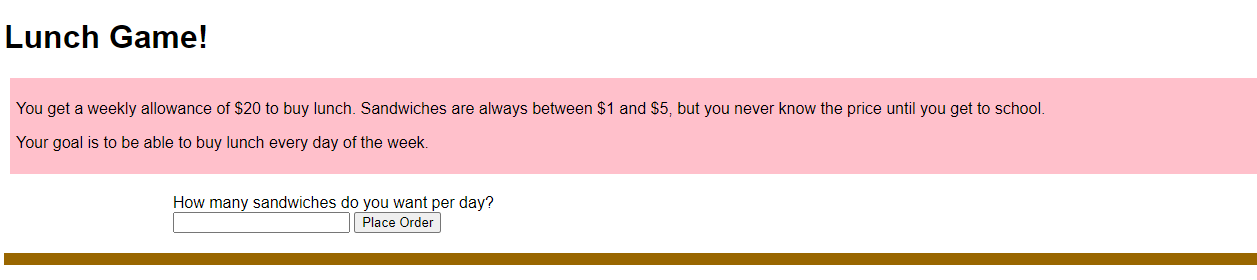 Lunch Game!
You get a weekly allowance of $20 to buy lunch. Sandwiches are always between $1 and $5, but you never know the price until you get to school.
Your goal is to be able to buy lunch every day of the week.
How many sandwiches do you want per day?
Place Order